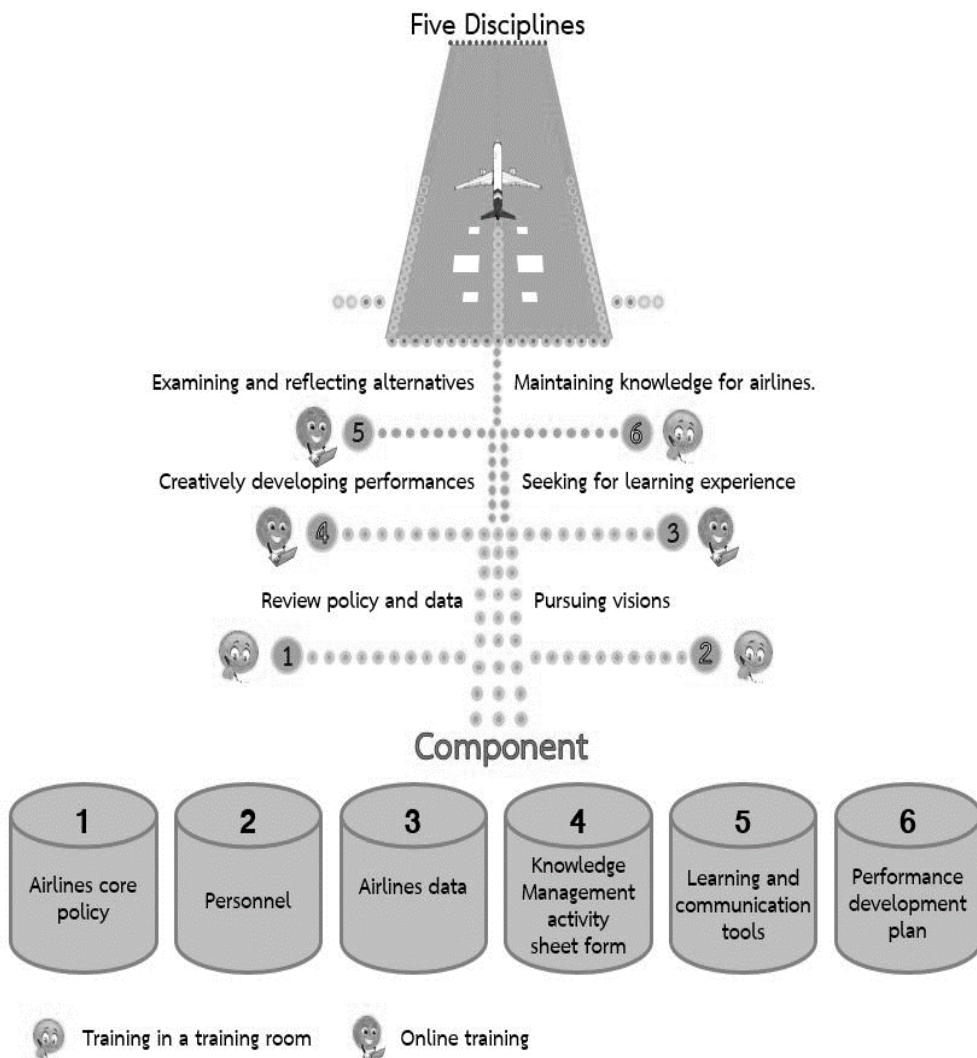 Five Disciplines
Examining and reflecting alternatives
Maintaining knowledge for airlines.
5
6
Creatively developing performances
Seeking for learning experience
4
3
Review policy and data
Pursuing visions
1
2
Component
1
Airlines core
policy
2
Personnel
3
Airlines data
4
Knowledge
Management
activity
sheet form
5
Learning and
communication
tools
6
Performance
development
plan
Training in a training room
Online training